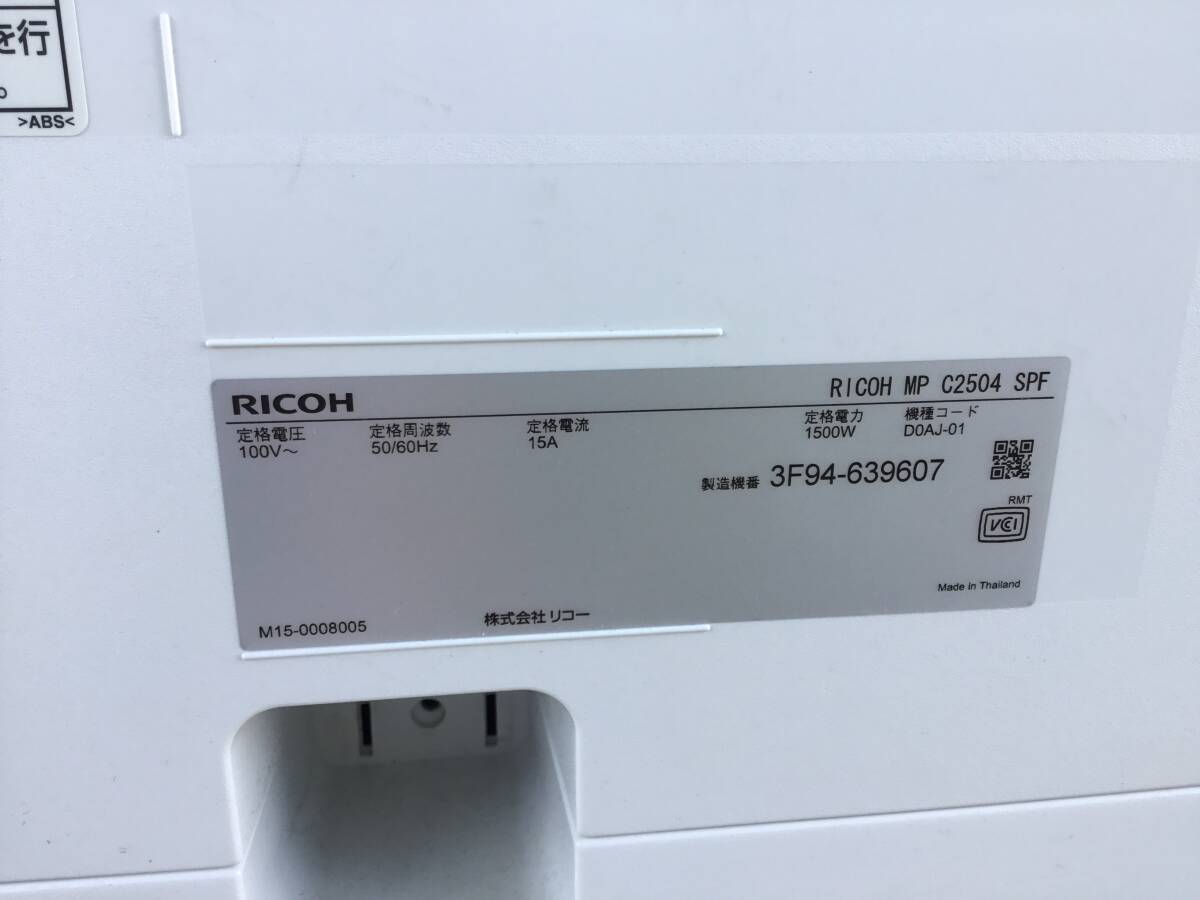 を行
。
>ABS<
RICOH
RICOH MP C2504 SPF
定格電圧
100V～
定格周波数
50/60Hz
定格電流
15A
定格電力
1500W
機種コード
D0AJ-01
製造機番 3F94-639607
RMT
VCCI
Made in Thailand
M15-0008005
株式会社 リコー